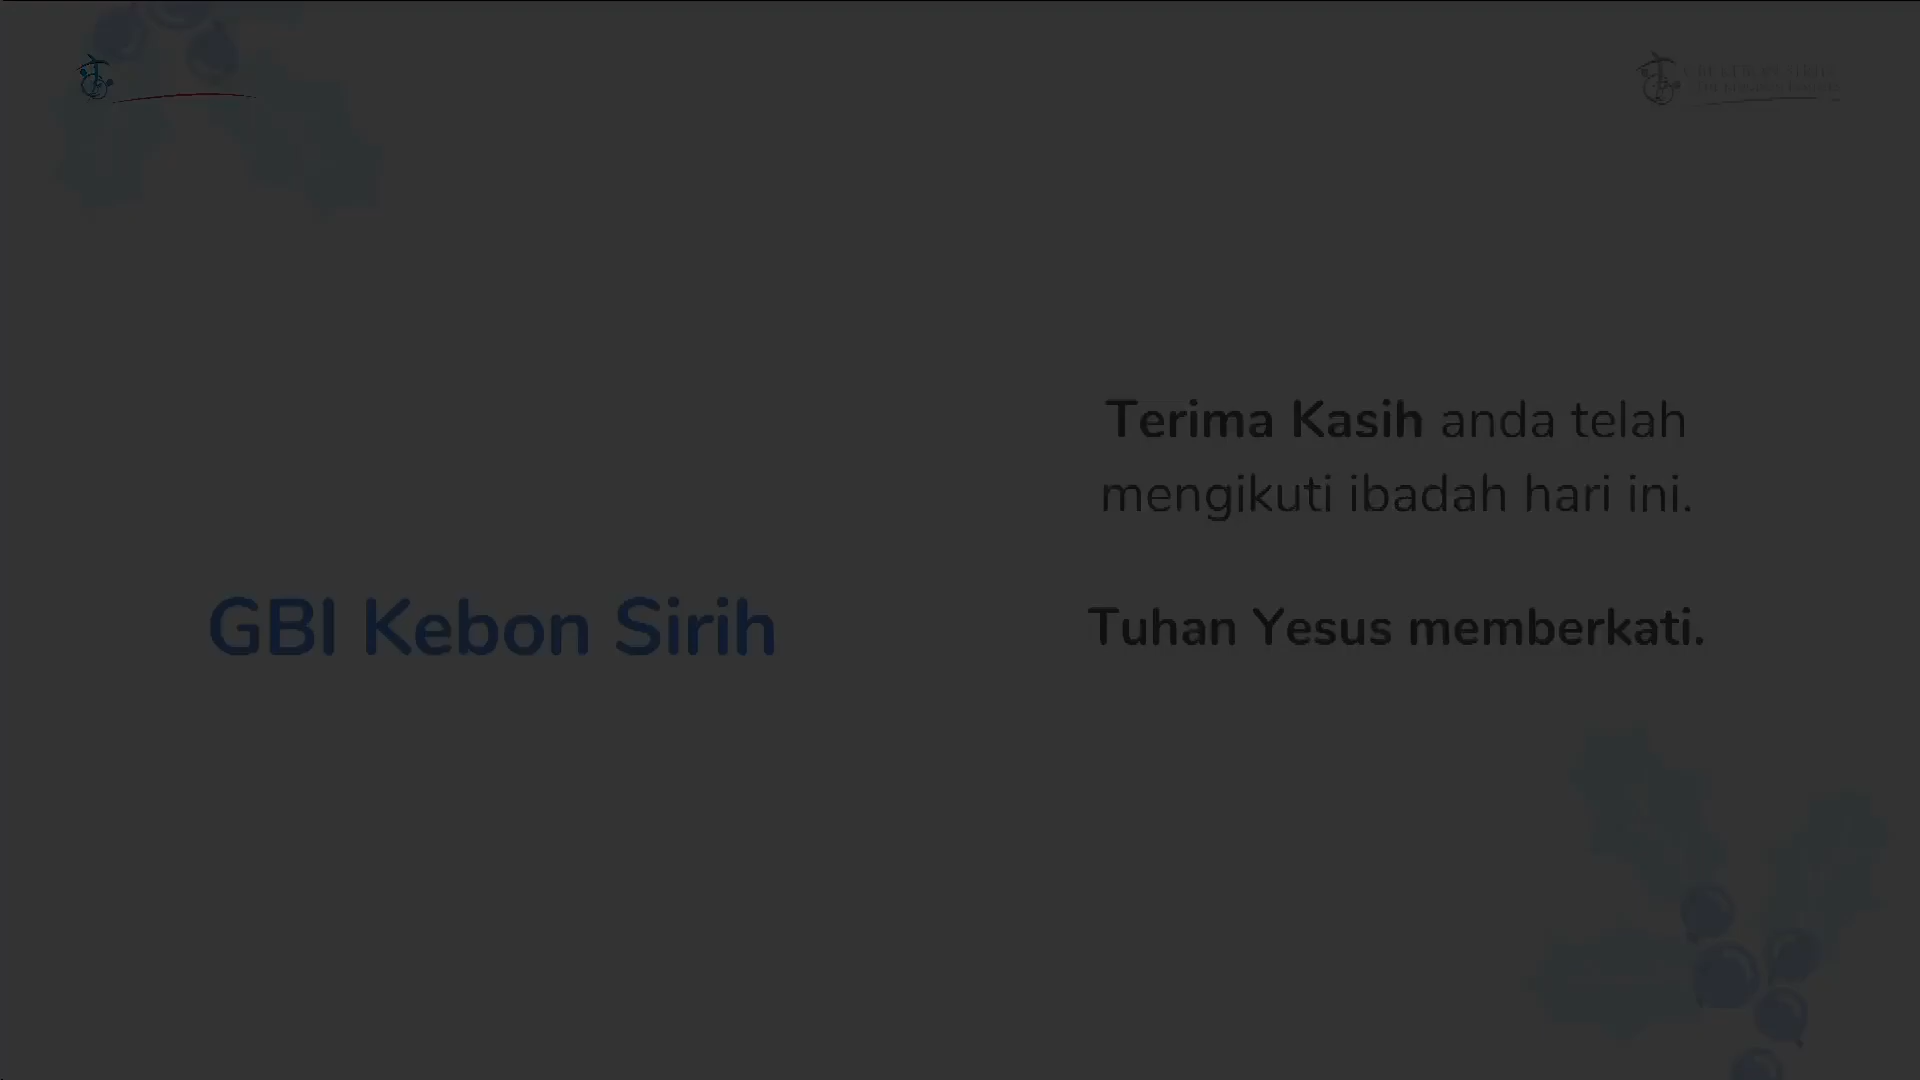 GBI Kebon Sirih
Terima Kasih anda telah
mengikuti ibadah hari ini.
Tuhan Yesus memberkati.